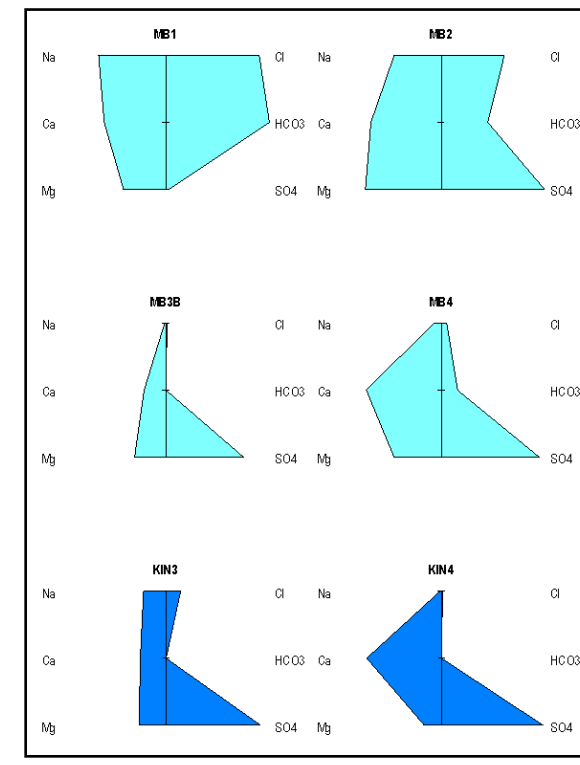 MB1 MB2
Na Cl Na Cl
Ca HCO3 Ca HCO3
Mg SO4 Mg SO4
MB3B MB4
Na Cl Na Cl
Ca HCO3 Ca HCO3
Mg SO4 Mg SO4
KIN3 KIN4
Na Cl Na Cl
Ca HCO3 Ca HCO3
Mg SO4 Mg SO4